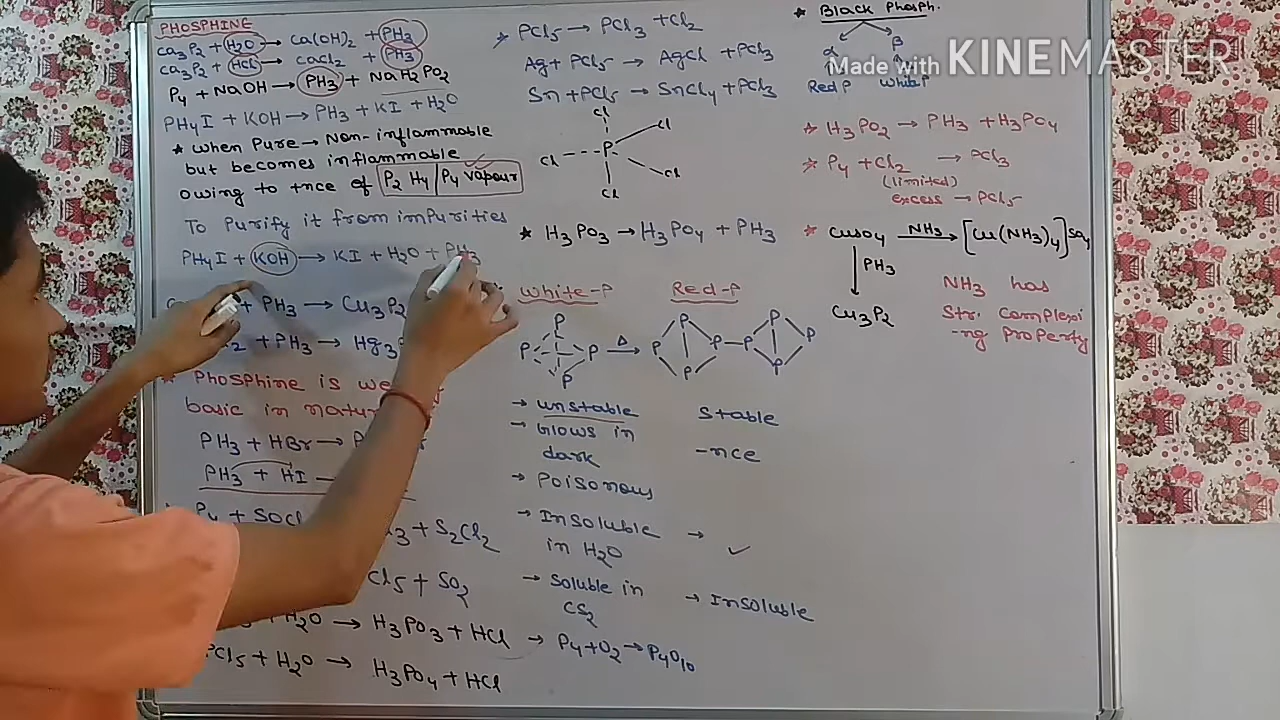 PHOSPHINE
Ca3P2 + H2O → Ca(OH)2 + PH3
Ca3P2 + HCl → CaCl2 + PH3
P4 + NaOH → PH3 + NaH2PO2
PH4I + KOH → PH3 + KI + H2O
* When Pure → Non-inflammable
but becomes inflammable
owing to tnce of P2H4 | P4 vapour
To Purify it from impurities
PH4I + KOH → KI + H2O + PH3
+ PH3 → Cu3P2
+ PH3 → Hg3
* Phosphine is
basic in
PH3 + HBr →
PH3 + HI
P4 + SOCl
+ S2Cl2
Cl5 + SO2
H2O → H3PO3 + HCl
PCl5 + H2O → H3PO4 + HCl
* PCl5 → PCl3 + Cl2
Ag + PCl5 → AgCl + PCl3
Sn + PCl5 → SnCl4 + PCl3
Cl
Cl
P
Cl
Cl
Cl
* H3PO3 → H3PO4 + PH3
White-P Red-P
P P P
P P Δ → P P-P P
P P P
→ unstable stable
→ Glows in
dark -nce
→ Poisonous
→ Insoluble
in H2O → ✓
→ Soluble in
CS2 → Insoluble
→ P4+O2 → P4O10
* Black Phosph.
α β
Red P White P
* H3PO2 → PH3 + H3PO4
* P4 + Cl2 → PCl3
(limited)
excess → PCl5
* CuSO4 NH3 → [Cu(NH3)4]SO4
↓ PH3
Cu3P2
NH3 has
Str. complexi
-ng property
Made with KINEMASTER